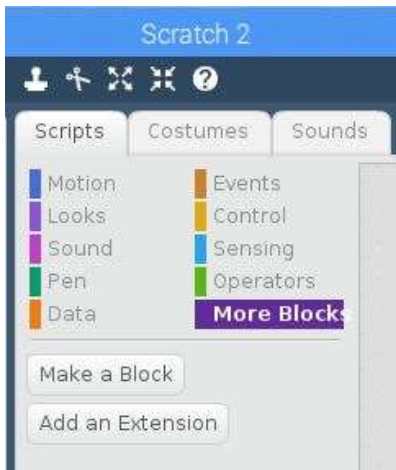 Scratch 2
?
Scripts Costumes Sounds
Motion Events
Looks Control
Sound Sensing
Pen Operators
Data More Blocks
Make a Block
Add an Extension